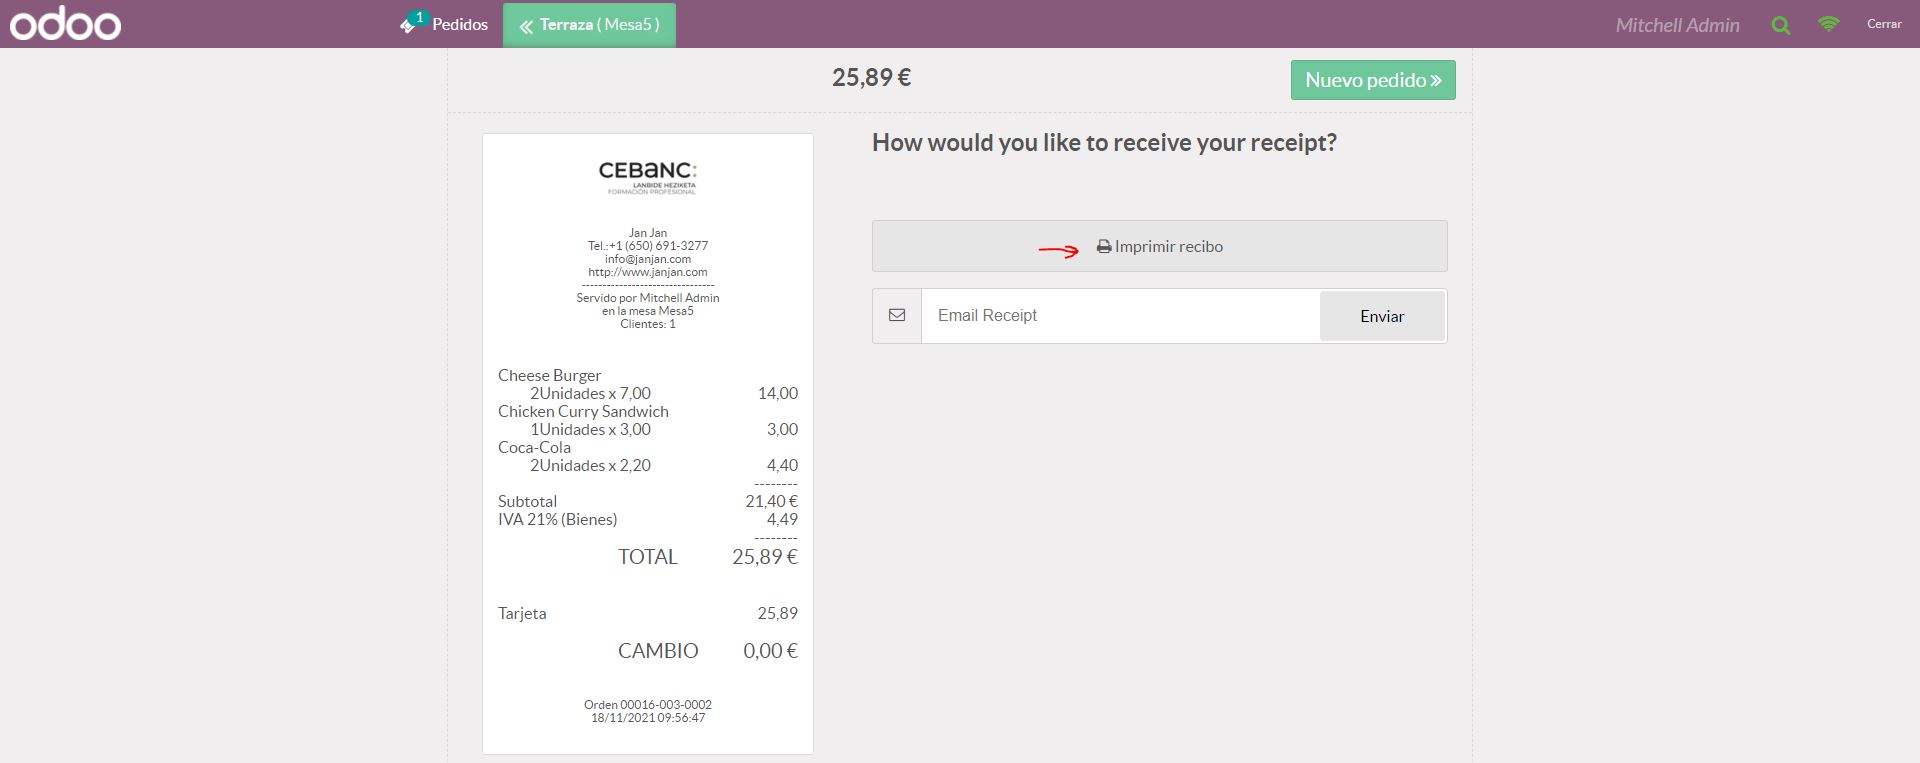 odoo
1
Pedidos
Terraza ( Mesa5 )
Mitchell Admin
Cerrar
25,89 €
Nuevo pedido
CEBANC:
LANBIDE HEZIKETA
FORMACIÓN PROFESIONAL
Jan Jan
Tel.:+1 (650) 691-3277
info@janjan.com
http://www.janjan.com
--------------------------------
Servido por Mitchell Admin
en la mesa Mesa5
Clientes: 1
Cheese Burger
2Unidades x 7,00 14,00
Chicken Curry Sandwich
1Unidades x 3,00 3,00
Coca-Cola
2Unidades x 2,20 4,40
--------
Subtotal 21,40 €
IVA 21% (Bienes) 4,49
--------
TOTAL 25,89 €
Tarjeta 25,89
CAMBIO 0,00 €
Orden 00016-003-0002
18/11/2021 09:56:47
How would you like to receive your receipt?
Imprimir recibo
Email Receipt
Enviar